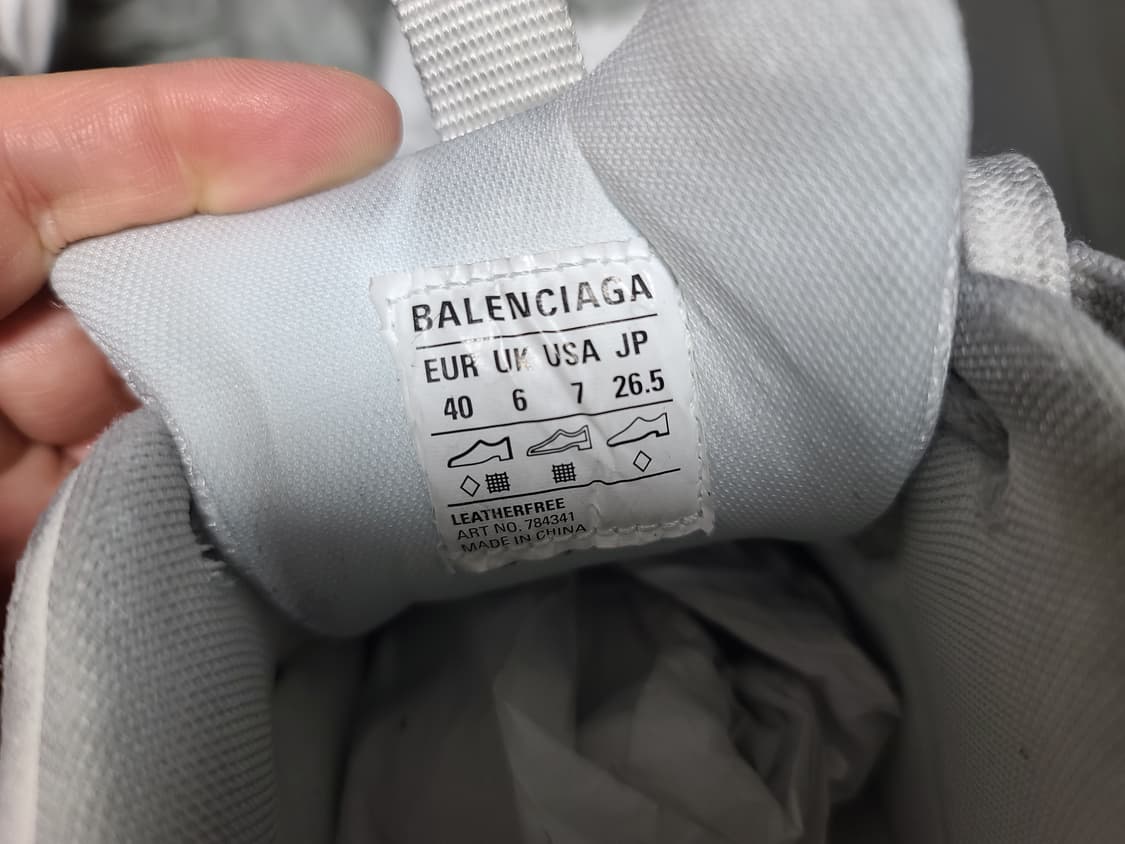 BALENCIAGA
EUR UK USA JP
40 6 7 26.5
LEATHERFREE
ART NO. 784341
MADE IN CHINA